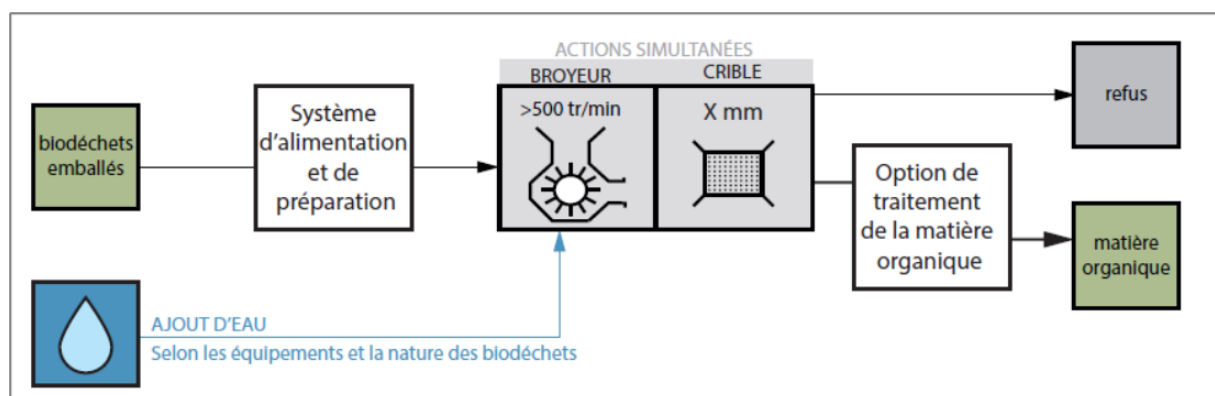 ACTIONS SIMULTANÉES
BROYEUR
CRIBLE
>500 tr/min
X mm
biodéchets
emballés
Système
d'alimentation
et de
préparation
refus
Option de
traitement
de la matière
organique
matière
organique
AJOUT D'EAU
Selon les équipements et la nature des biodéchets